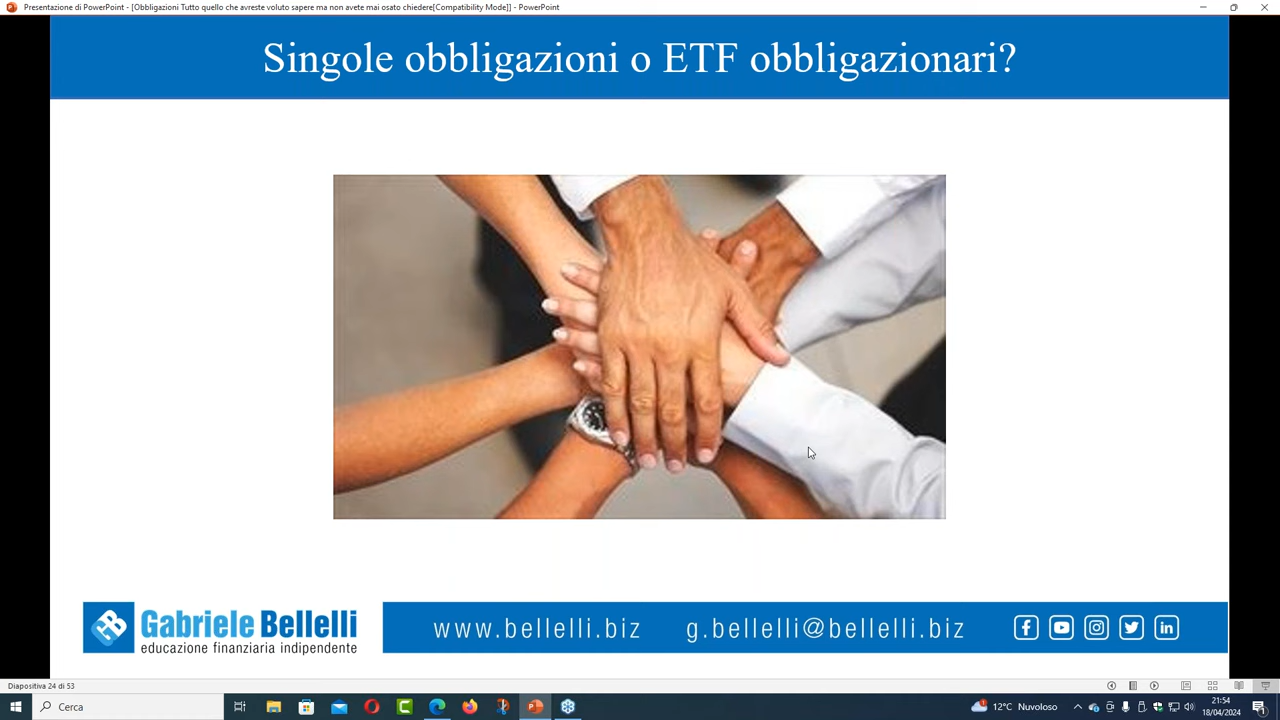 Presentazione di PowerPoint - [Obbligazioni Tutto quello che avreste voluto sapere ma non avete mai osato chiedere[Compatibility Mode]] - PowerPoint
Singole obbligazioni o ETF obbligazionari?
Gabriele Bellelli
educazione finanziaria indipendente
www.bellelli.biz g.bellelli@bellelli.biz
Diapositiva 24 di 53
Cerca
12°C Nuvoloso
21:54
18/04/2024